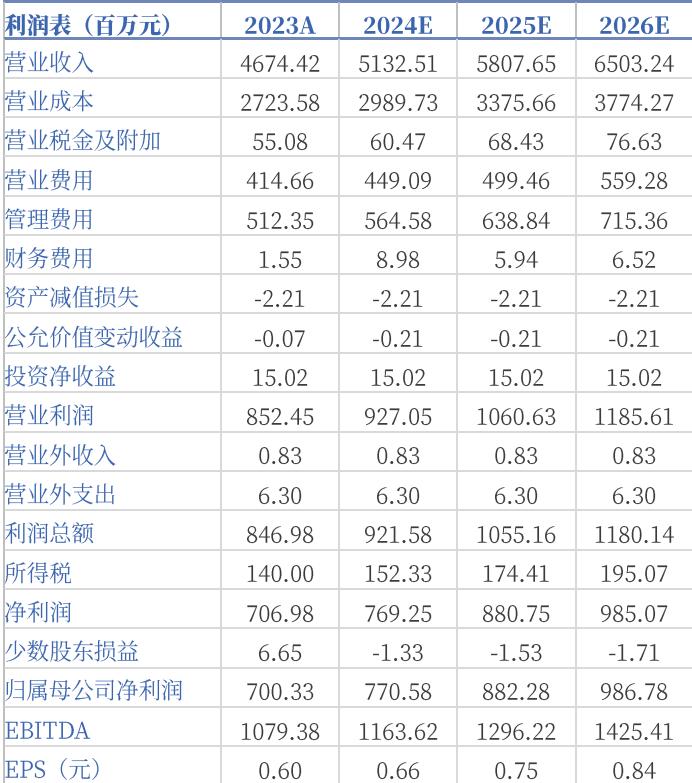 利润表（百万元） 2023A 2024E 2025E 2026E
营业收入 4674.42 5132.51 5807.65 6503.24
营业成本 2723.58 2989.73 3375.66 3774.27
营业税金及附加 55.08 60.47 68.43 76.63
营业费用 414.66 449.09 499.46 559.28
管理费用 512.35 564.58 638.84 715.36
财务费用 1.55 8.98 5.94 6.52
资产减值损失 -2.21 -2.21 -2.21 -2.21
公允价值变动收益 -0.07 -0.21 -0.21 -0.21
投资净收益 15.02 15.02 15.02 15.02
营业利润 852.45 927.05 1060.63 1185.61
营业外收入 0.83 0.83 0.83 0.83
营业外支出 6.30 6.30 6.30 6.30
利润总额 846.98 921.58 1055.16 1180.14
所得税 140.00 152.33 174.41 195.07
净利润 706.98 769.25 880.75 985.07
少数股东损益 6.65 -1.33 -1.53 -1.71
归属母公司净利润 700.33 770.58 882.28 986.78
EBITDA 1079.38 1163.62 1296.22 1425.41
EPS（元） 0.60 0.66 0.75 0.84